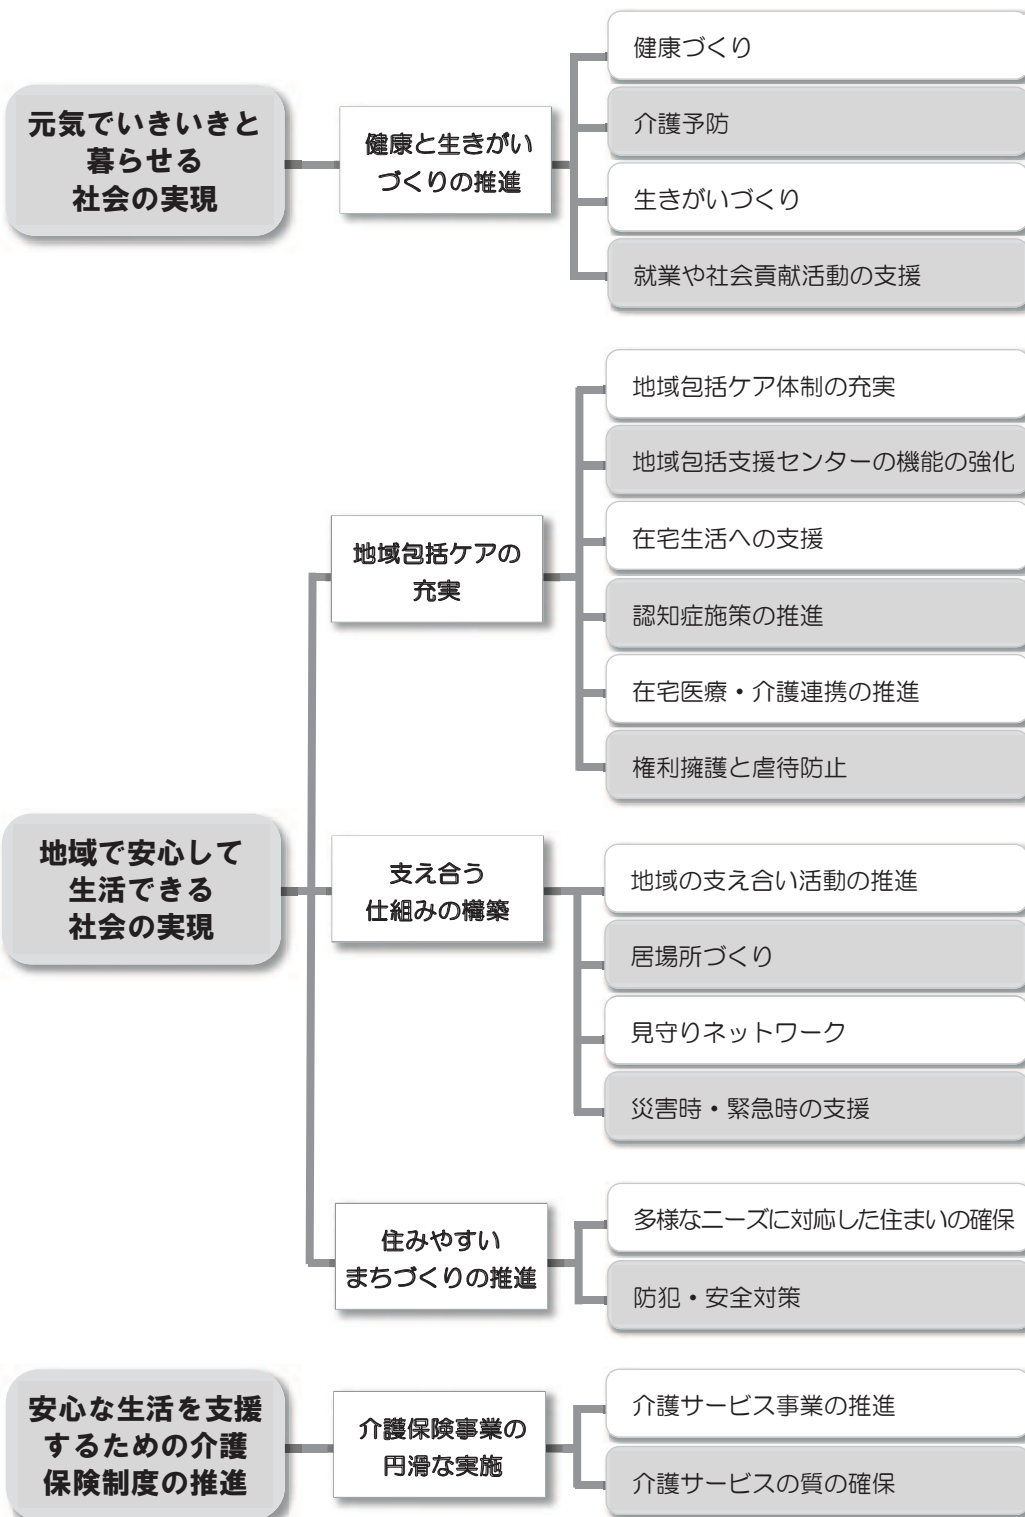 元気でいきいきと
暮らせる
社会の実現
健康と生きがい
づくりの推進
健康づくり
介護予防
生きがいづくり
就業や社会貢献活動の支援
地域で安心して
生活できる
社会の実現
地域包括ケアの
充実
地域包括ケア体制の充実
地域包括支援センターの機能の強化
在宅生活への支援
認知症施策の推進
在宅医療・介護連携の推進
権利擁護と虐待防止
支え合う
仕組みの構築
地域の支え合い活動の推進
居場所づくり
見守りネットワーク
災害時・緊急時の支援
住みやすい
まちづくりの推進
多様なニーズに対応した住まいの確保
防犯・安全対策
安心な生活を支援
するための介護
保険制度の推進
介護保険事業の
円滑な実施
介護サービス事業の推進
介護サービスの質の確保